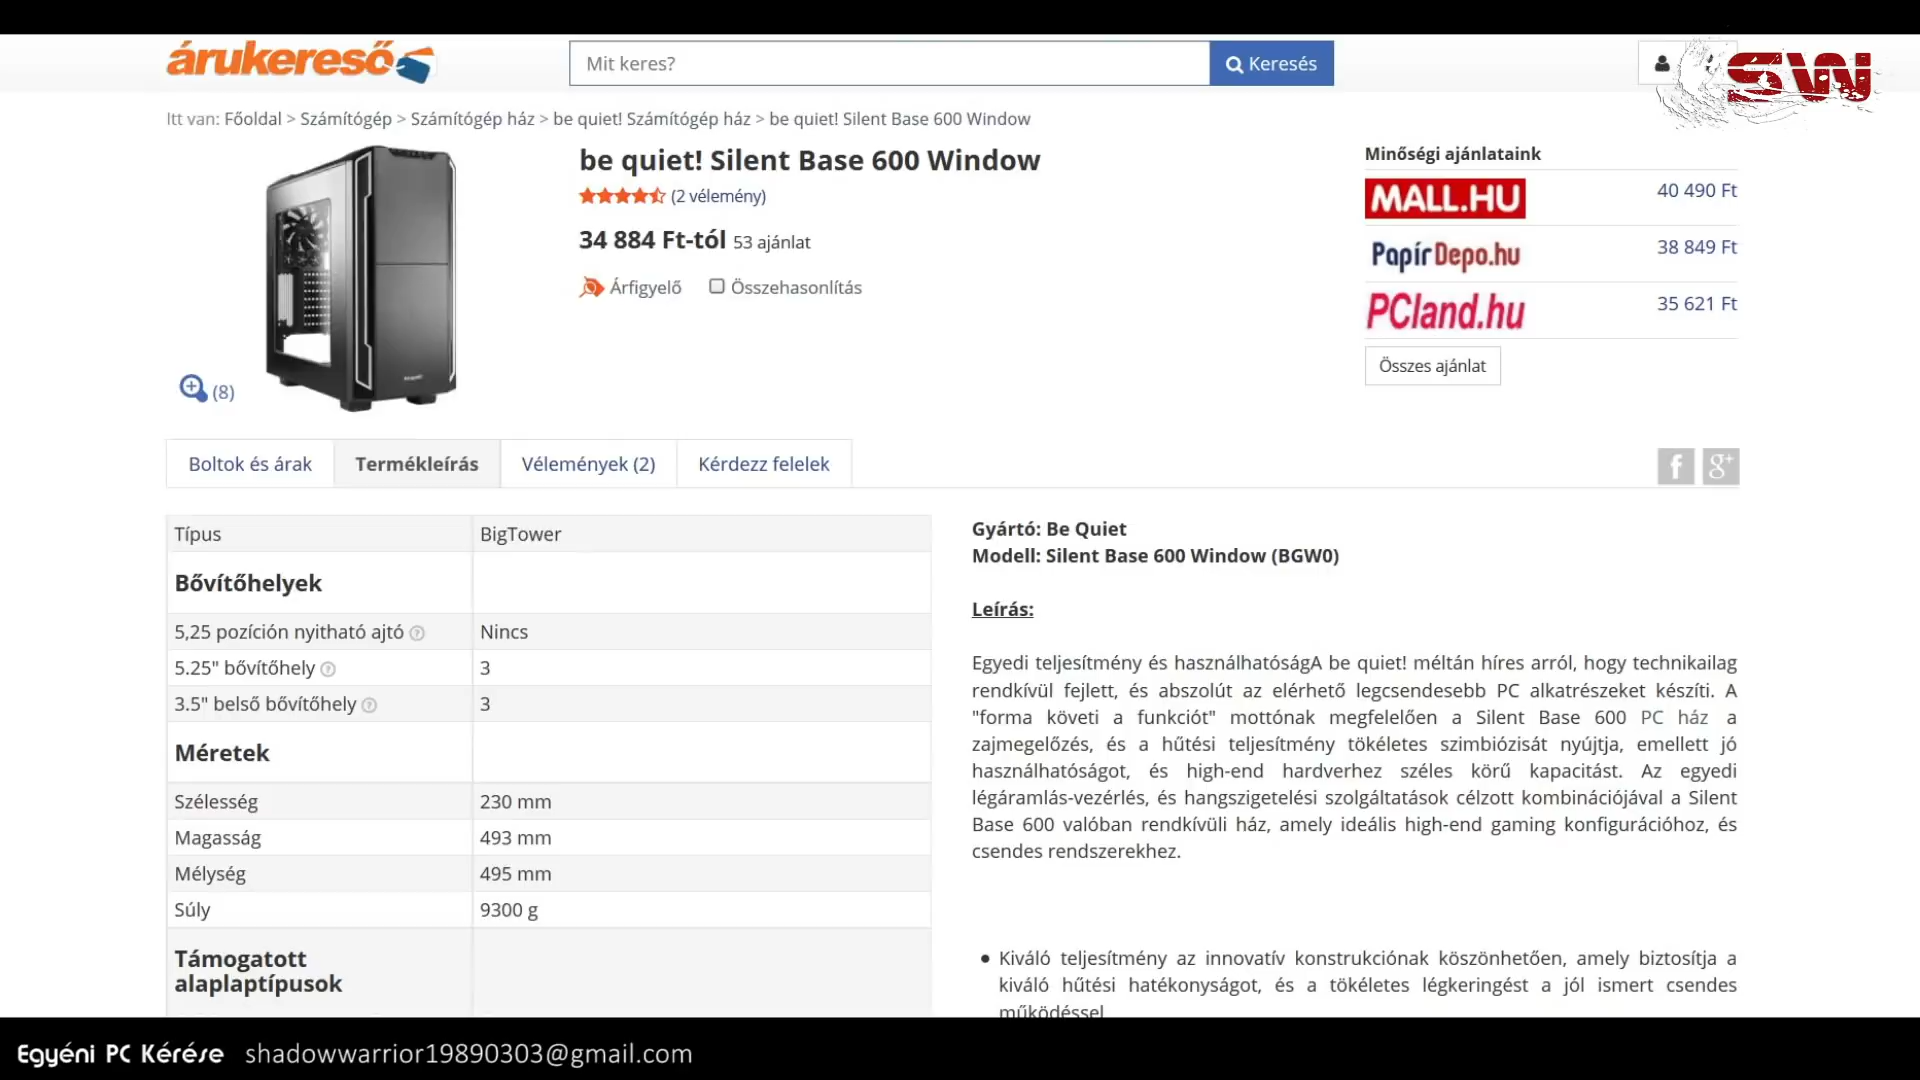 árukereső
Mit keres?
Keresés
SW
Itt van: Főoldal > Számítógép > Számítógép ház > be quiet! Számítógép ház > be quiet! Silent Base 600 Window
be quiet! Silent Base 600 Window
(2 vélemény)
34 884 Ft-tól 53 ajánlat
Árfigyelő
Összehasonlítás
(8)
Minőségi ajánlataink
MALL.HU 40 490 Ft
PapírDepo.hu 38 849 Ft
PCland.hu 35 621 Ft
Összes ajánlat
Boltok és árak
Termékleírás
Vélemények (2)
Kérdezz felelek
f
g+
Típus BigTower
Bővítőhelyek
5,25 pozíción nyitható ajtó ? Nincs
5.25" bővítőhely ? 3
3.5" belső bővítőhely ? 3
Méretek
Szélesség 230 mm
Magasság 493 mm
Mélység 495 mm
Súly 9300 g
Támogatott
alaplaptípusok
Gyártó: Be Quiet
Modell: Silent Base 600 Window (BGW0)
Leírás:
Egyedi teljesítmény és használhatóságA be quiet! méltán híres arról, hogy technikailag
rendkívül fejlett, és abszolút az elérhető legcsendesebb PC alkatrészeket készíti. A
"forma követi a funkciót" mottónak megfelelően a Silent Base 600 PC ház a
zajmegelőzés, és a hűtési teljesítmény tökéletes szimbiózisát nyújtja, emellett jó
használhatóságot, és high-end hardverhez széles körű kapacitást. Az egyedi
légáramlás-vezérlés, és hangszigetelési szolgáltatások célzott kombinációjával a Silent
Base 600 valóban rendkívüli ház, amely ideális high-end gaming konfigurációhoz, és
csendes rendszerekhez.
● Kiváló teljesítmény az innovatív konstrukciónak köszönhetően, amely biztosítja a
kiváló hűtési hatékonyságot, és a tökéletes légkeringést a jól ismert csendes
működéssel
Egyéni PC Kérése shadowwarrior19890303@gmail.com